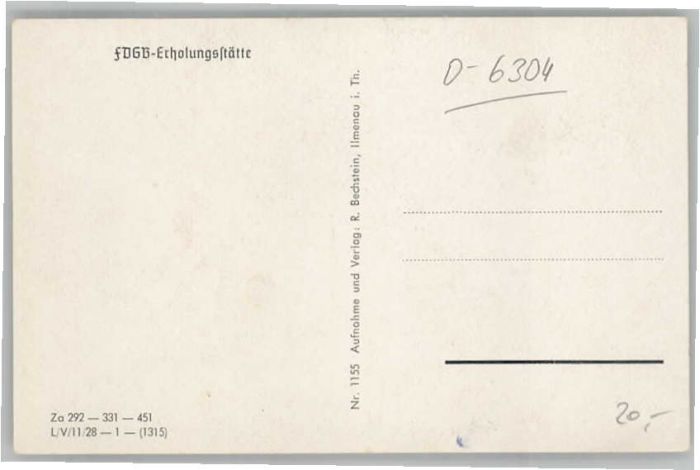 FDGB-Erholungsstätte
D-6304
Nr. 1155 Aufnahme und Verlag: R. Bechstein, Ilmenau i. Th.
Za 292 — 331 — 451
L/V/11/28 — 1 — (1315)
20,-